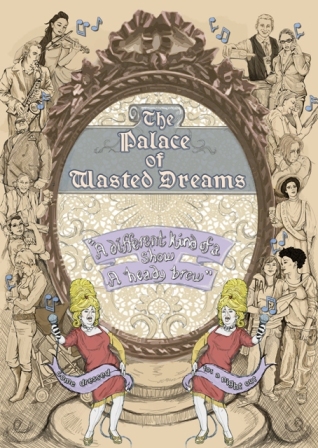 The
Palace
of
Wasted Dreams
"A different kind of a
show
A heady brew"
Come dressed
for a night out